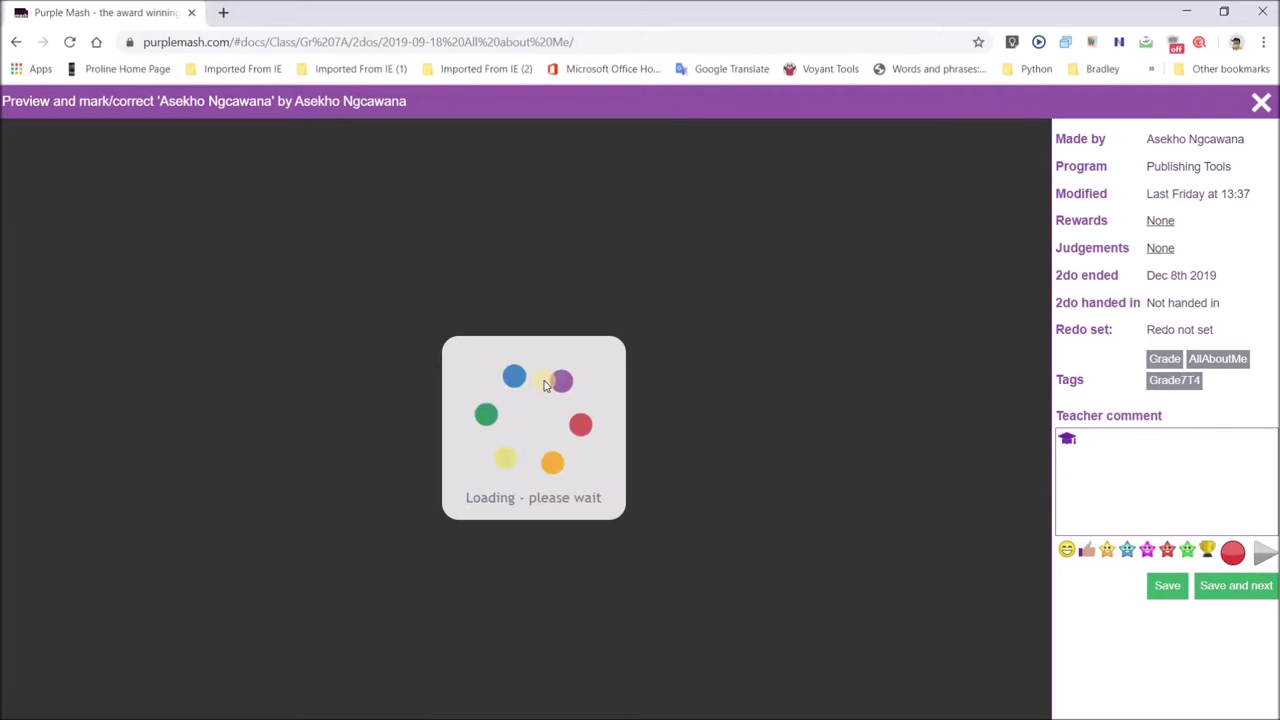 Purple Mash - the award winning
purplemash.com/#docs/Class/Gr%207A/2dos/2019-09-18%20All%20about%20Me/
Apps Proline Home Page Imported From IE Imported From IE (1) Imported From IE (2) Microsoft Office Ho... Google Translate Voyant Tools Words and phrases:... Python Bradley » Other bookmarks
Preview and mark/correct 'Asekho Ngcawana' by Asekho Ngcawana
Made by Asekho Ngcawana
Program Publishing Tools
Modified Last Friday at 13:37
Rewards None
Judgements None
2do ended Dec 8th 2019
2do handed in Not handed in
Redo set: Redo not set
Grade AllAboutMe
Tags Grade7T4
Teacher comment
Loading - please wait
Save Save and next
off